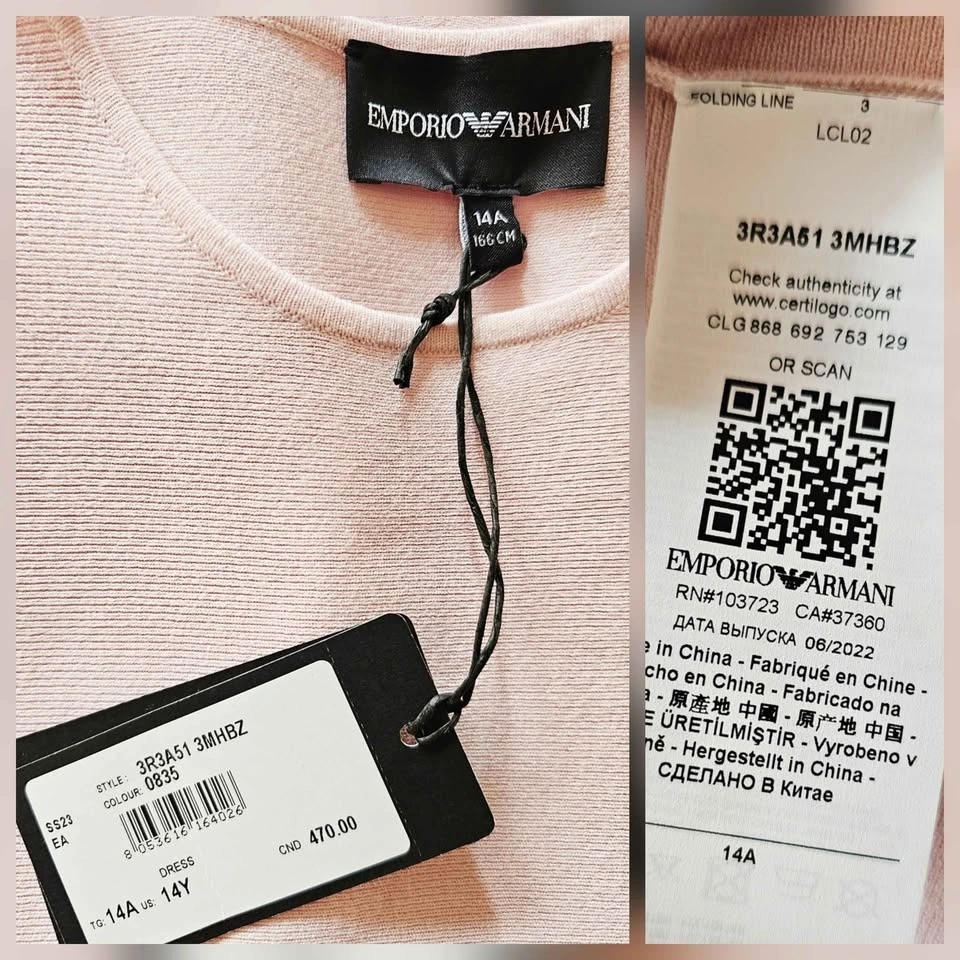 EMPORIO ARMANI
14A
166CM
STYLE: 3R3A51 3MHBZ
COLOUR: 0835
SS23
EA
8 053616 164026
DRESS
CND 470.00
TG: 14A US: 14Y
FOLDING LINE 3
LCL02
3R3A51 3MHBZ
Check authenticity at
www.certilogo.com
CLG 868 692 753 129
OR SCAN
EMPORIO ARMANI
RN#103723 CA#37360
ДАТА ВЫПУСКА 06/2022
e in China - Fabriqué en Chine -
cho en China - Fabricado na
a - 原產地 中國 - 原产地 中国 -
E ÜRETİLMİŞTİR - Vyrobeno v
ně - Hergestellt in China -
СДЕЛАНО В Китае
14A